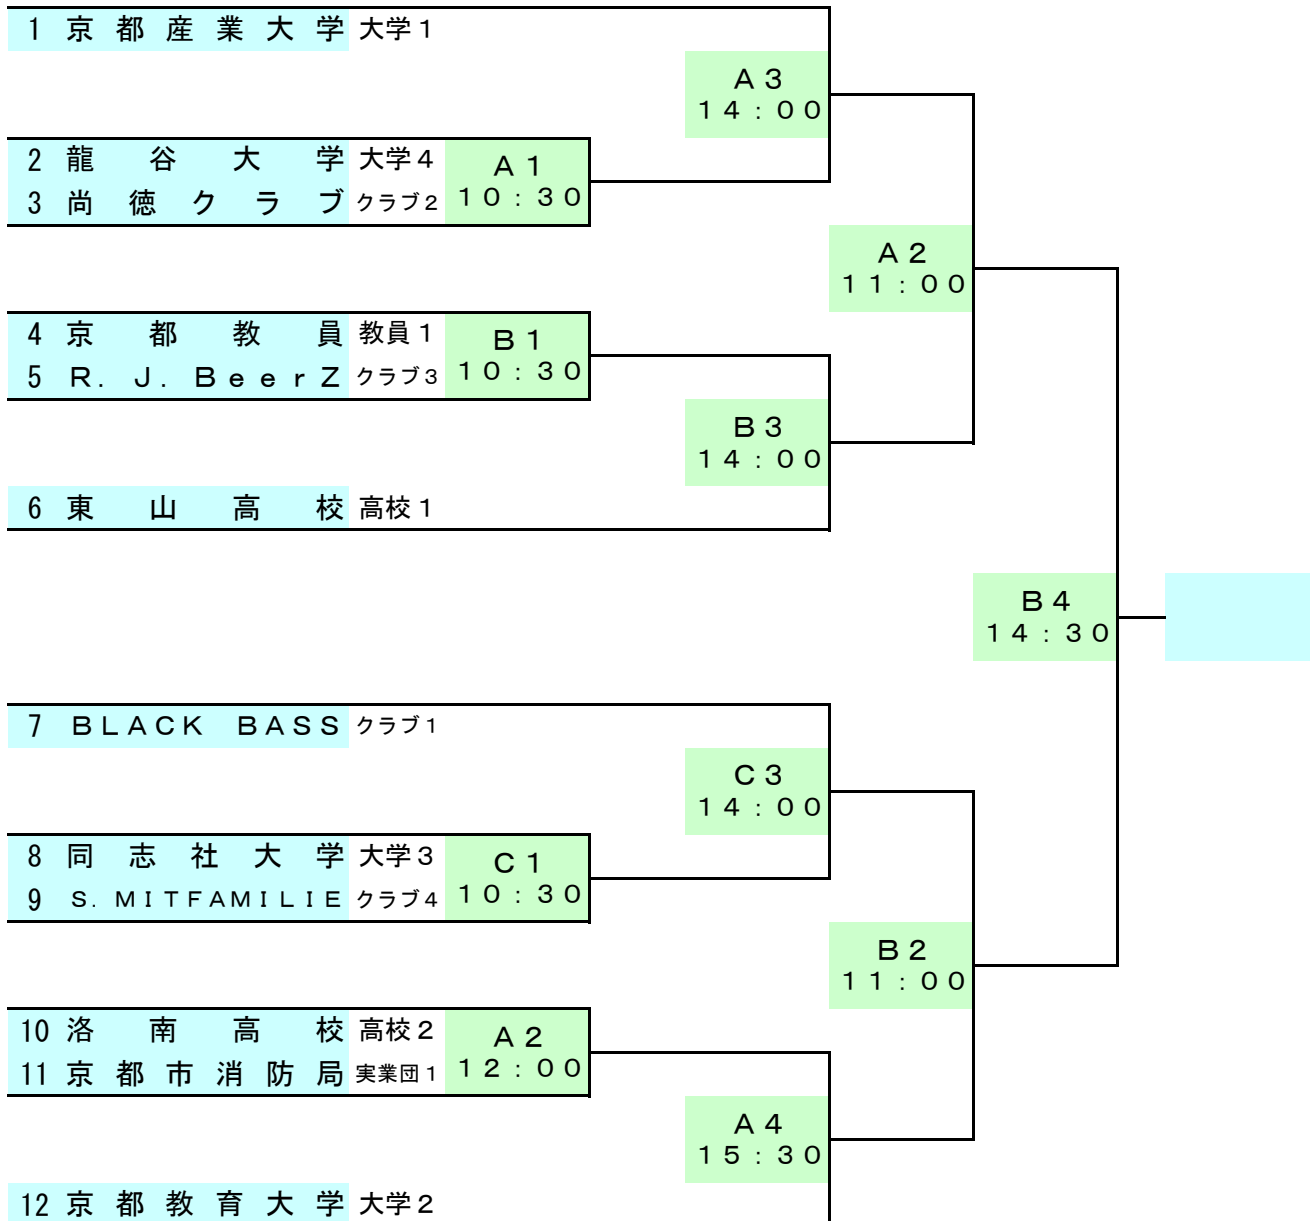 1 京都産業大学 大学1
A3
14:00
2 龍谷大学 大学4
3 尚徳クラブ クラブ2
A1
10:30
A2
11:00
4 京都教員 教員1
5 R.J.BeerZ クラブ3
B1
10:30
B3
14:00
6 東山高校 高校1
B4
14:30
7 BLACK BASS クラブ1
C3
14:00
8 同志社大学 大学3
9 S.MITFAMILIE クラブ4
C1
10:30
B2
11:00
10 洛南高校 高校2
11 京都市消防局 実業団1
A2
12:00
A4
15:30
12 京都教育大学 大学2